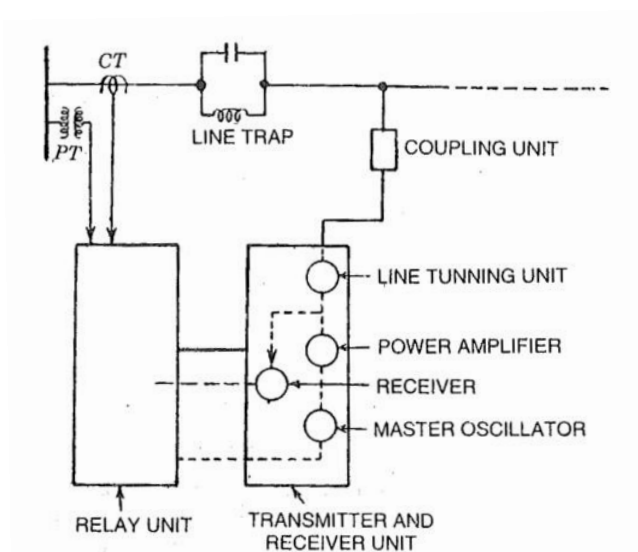 CT
PT
LINE TRAP
COUPLING UNIT
LINE TUNNING UNIT
POWER AMPLIFIER
RECEIVER
MASTER OSCILLATOR
RELAY UNIT
TRANSMITTER AND
RECEIVER UNIT